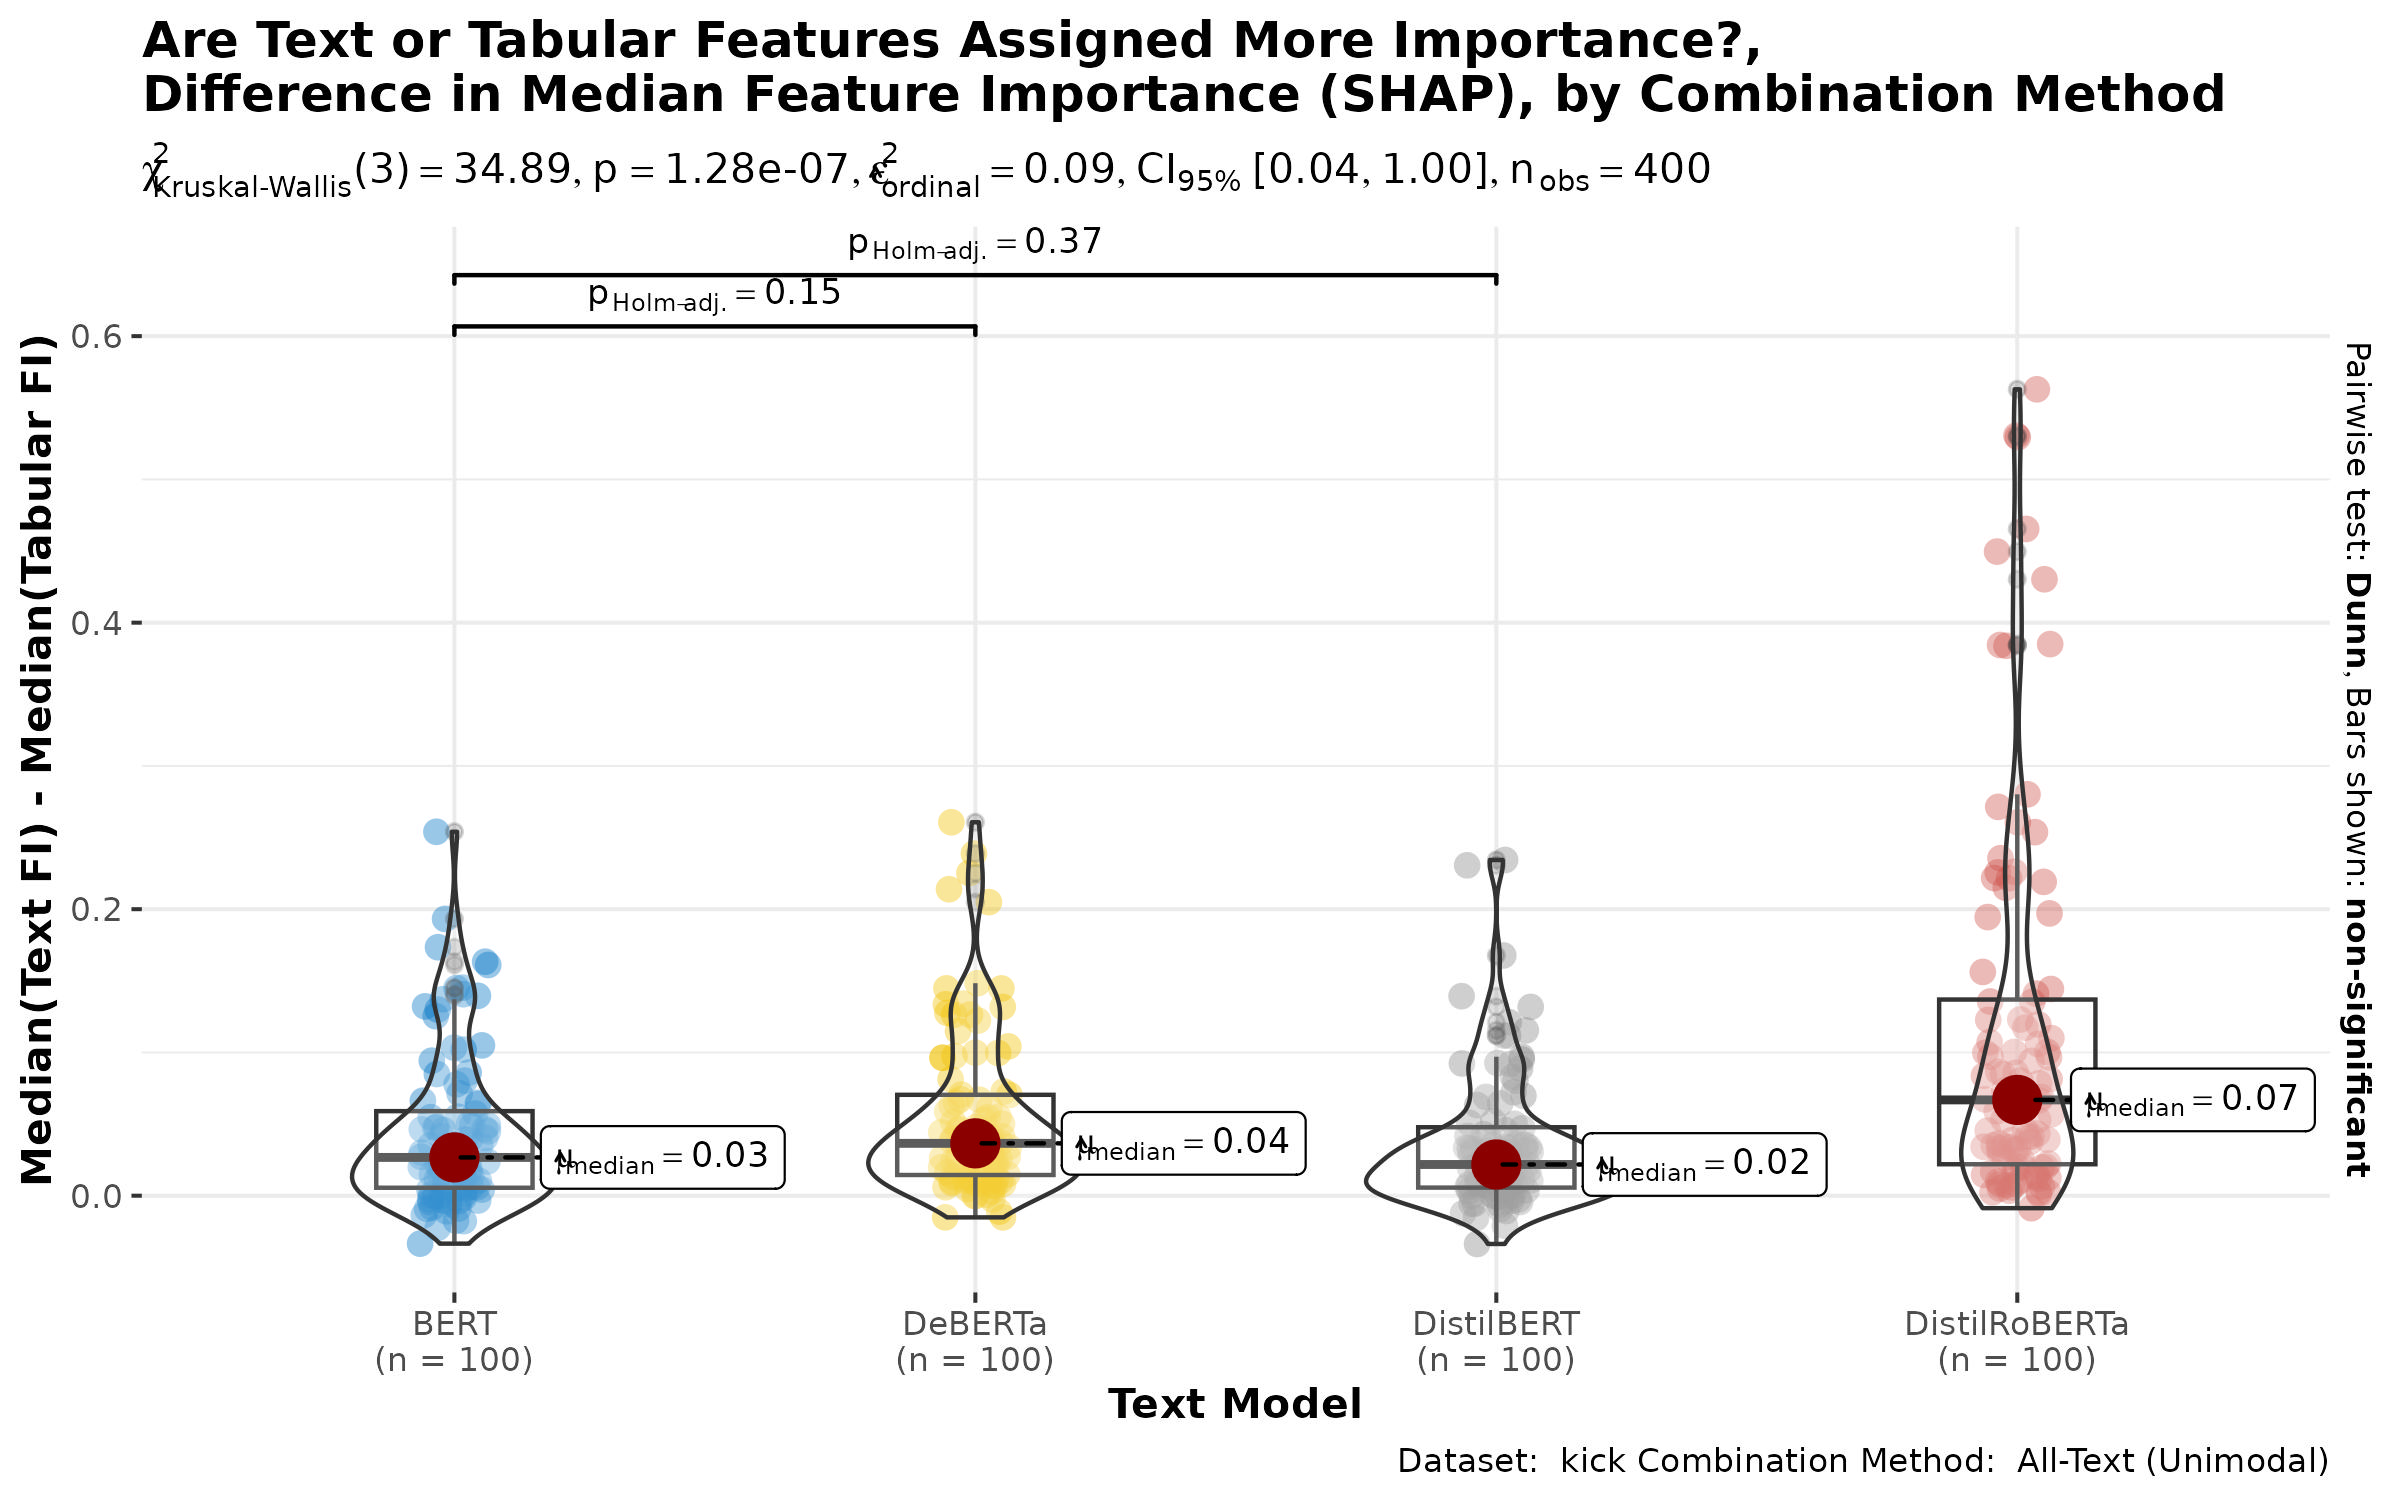 Are Text or Tabular Features Assigned More Importance?,
Difference in Median Feature Importance (SHAP), by Combination Method
χ²Kruskal-Wallis(3) = 34.89, p = 1.28e-07, ε̂²ordinal = 0.09, CI95% [0.04, 1.00], nobs = 400
pHolm-adj. = 0.37
pHolm-adj. = 0.15
Median(Text FI) - Median(Tabular FI)
0.6
0.4
0.2
0.0
μ̂median = 0.03
μ̂median = 0.04
μ̂median = 0.02
μ̂median = 0.07
Pairwise test: Dunn, Bars shown: non-significant
BERT
(n = 100)
DeBERTa
(n = 100)
DistilBERT
(n = 100)
DistilRoBERTa
(n = 100)
Text Model
Dataset:  kick Combination Method:  All-Text (Unimodal)